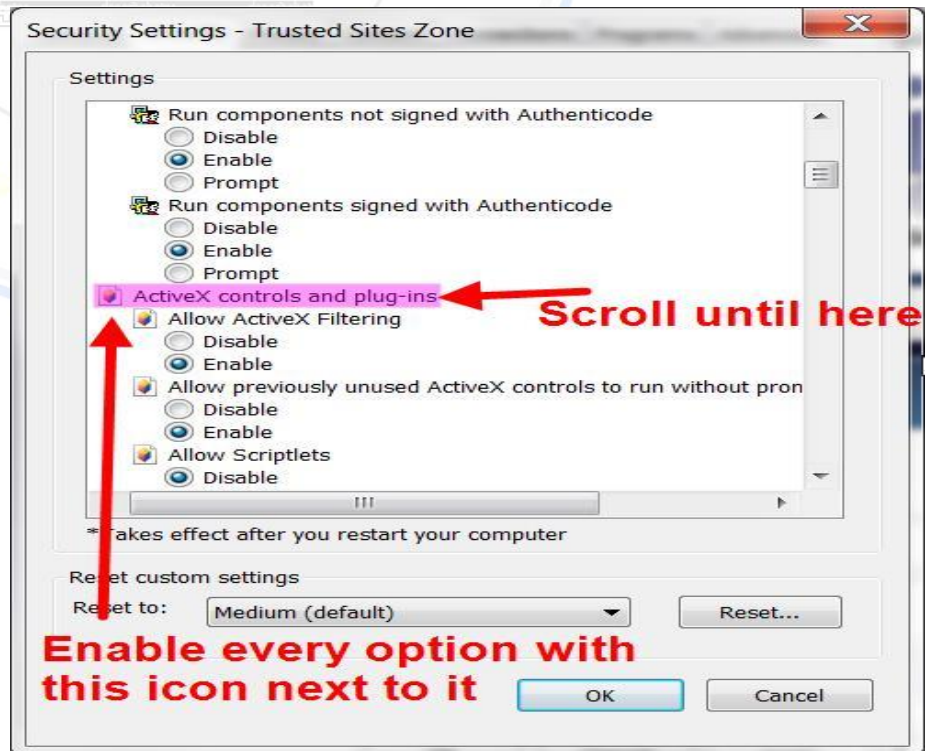 Security Settings - Trusted Sites Zone
Settings
Run components not signed with Authenticode
Disable
Enable
Prompt
Run components signed with Authenticode
Disable
Enable
Prompt
ActiveX controls and plug-ins
Scroll until here
Allow ActiveX Filtering
Disable
Enable
Allow previously unused ActiveX controls to run without pron
Disable
Enable
Allow Scriptlets
Disable
*Takes effect after you restart your computer
Reset custom settings
Reset to:
Medium (default)
Reset...
Enable every option with
this icon next to it
OK
Cancel